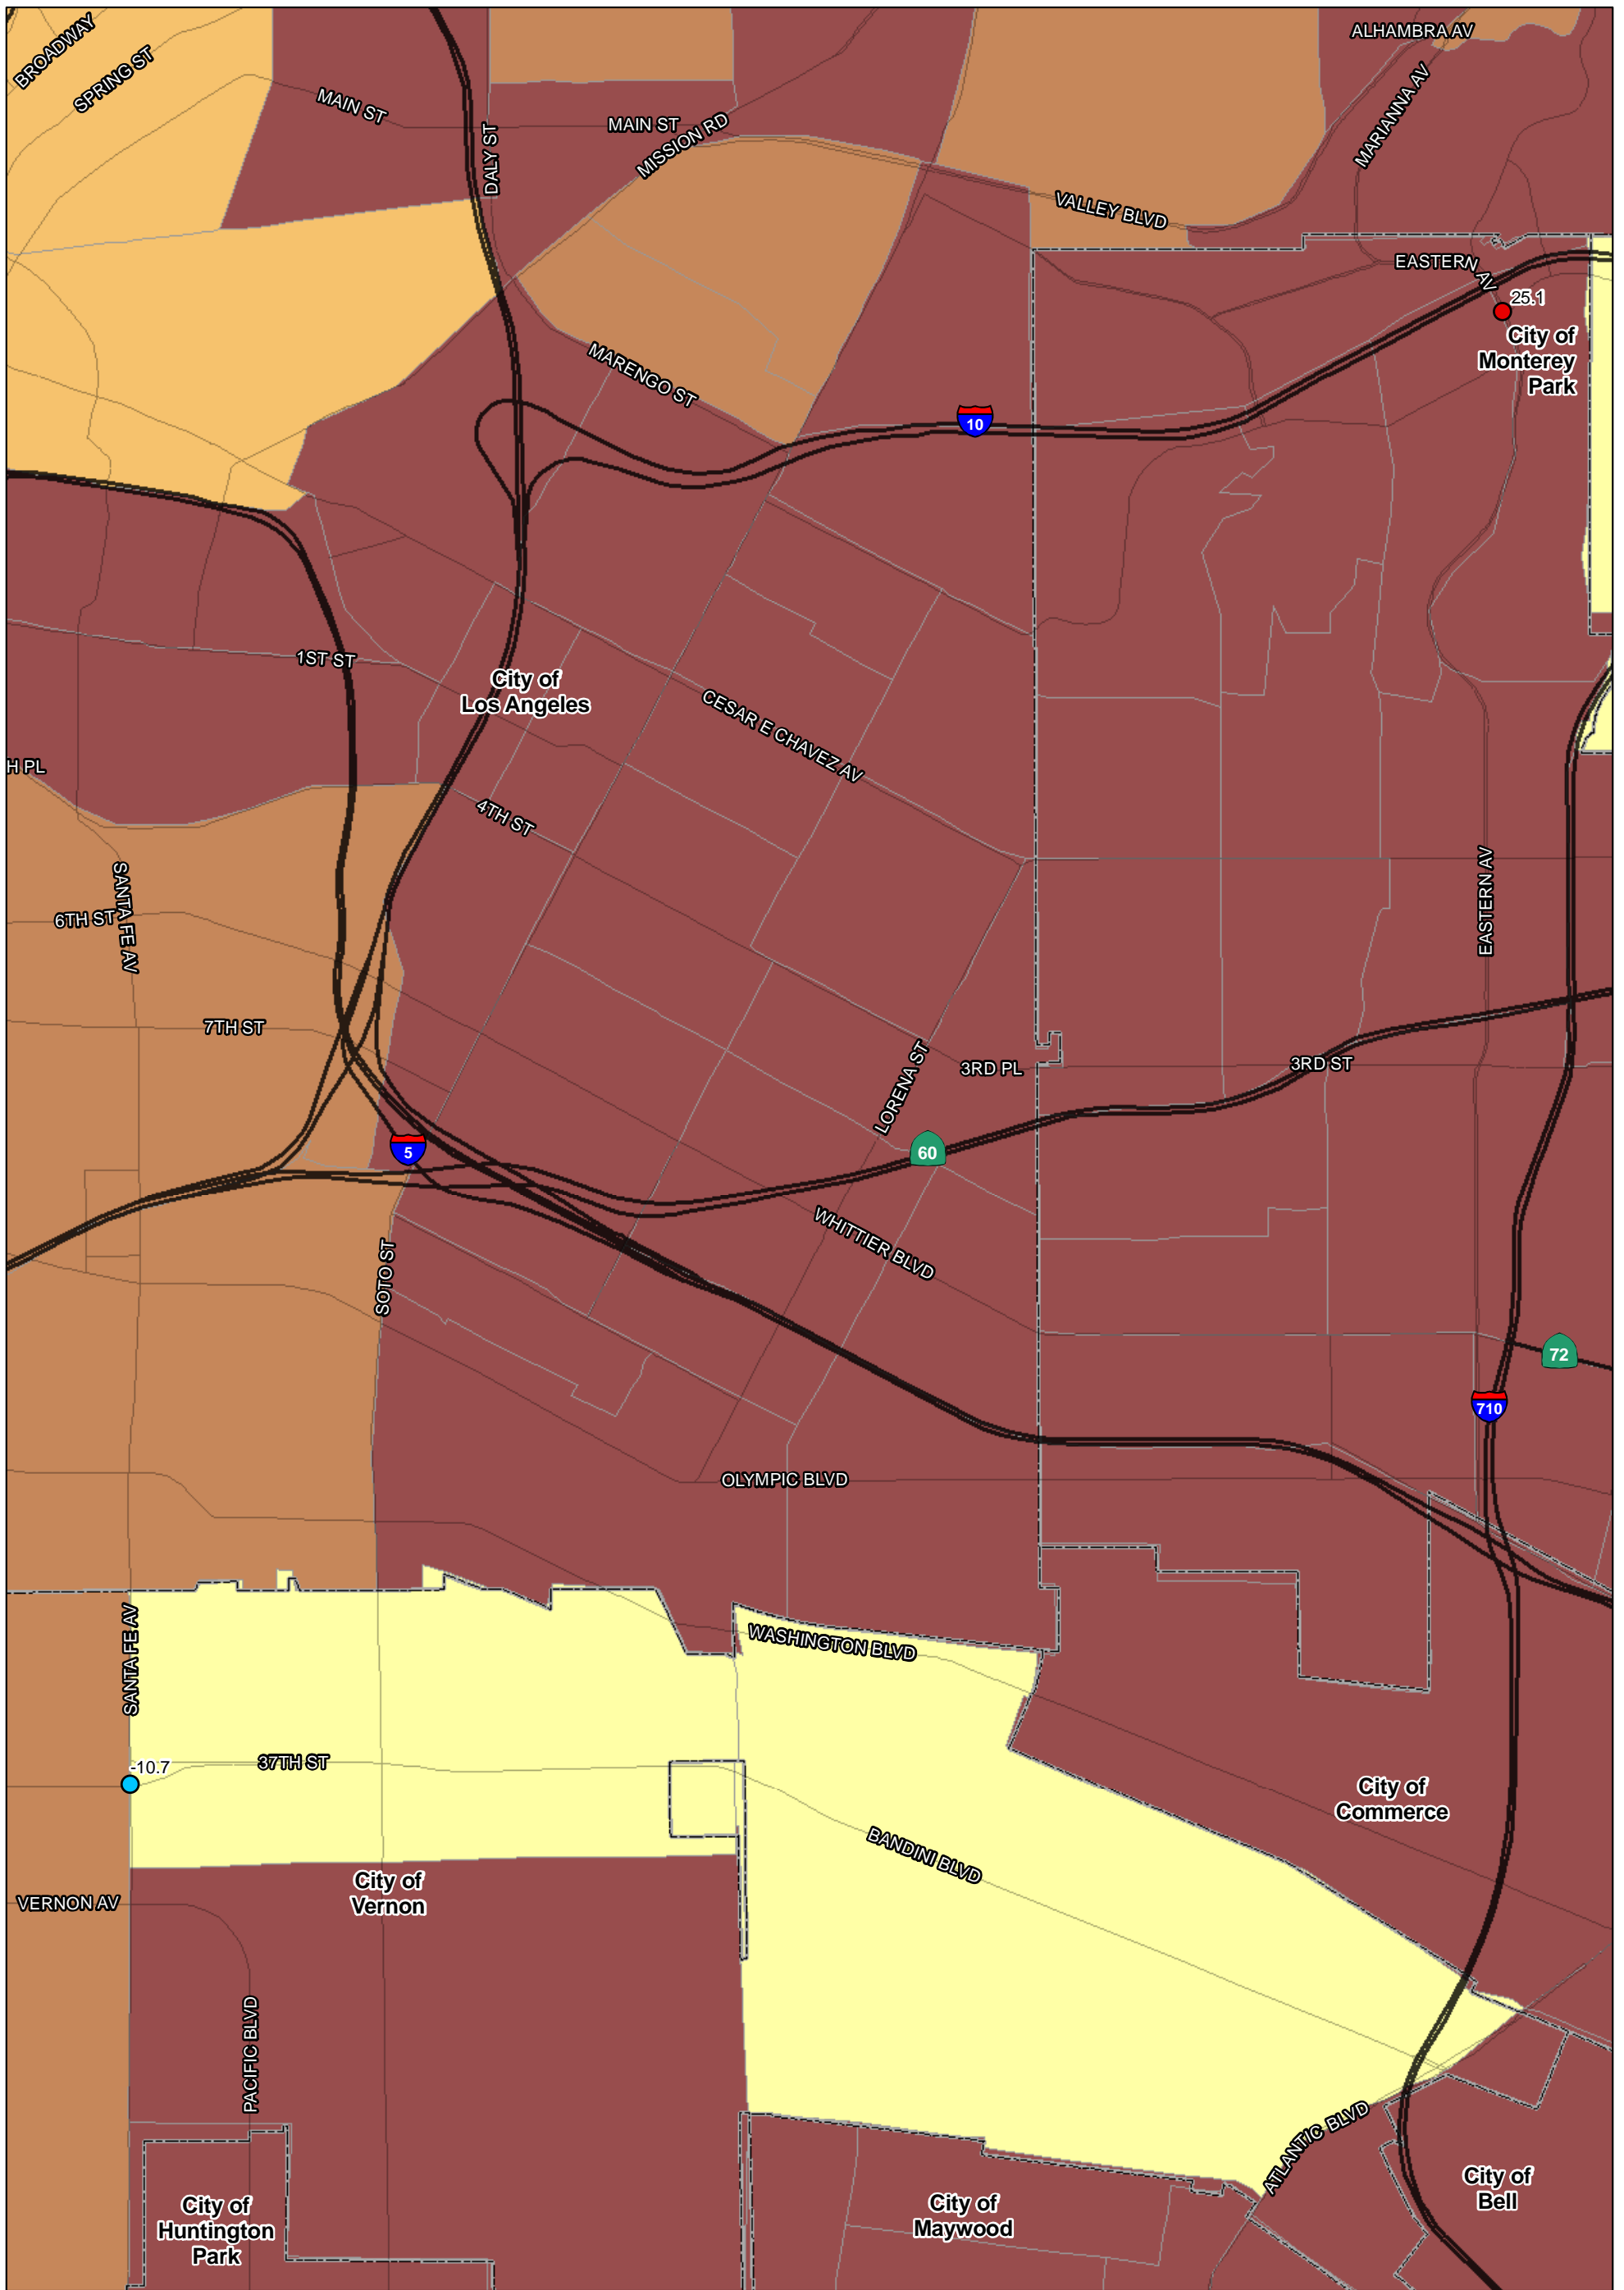 BROADWAY
SPRING ST
MAIN ST
DALY ST
MAIN ST
MISSION RD
ALHAMBRA AV
MARIANNA AV
VALLEY BLVD
EASTERN AV
25.1
City of
Monterey
Park
MARENGO ST
10
1ST ST
City of
Los Angeles
CESAR E CHAVEZ AV
H PL
4TH ST
SANTA FE AV
6TH ST
EASTERN AV
7TH ST
LORENA ST
3RD PL
3RD ST
5
60
WHITTIER BLVD
SOTO ST
72
710
OLYMPIC BLVD
SANTA FE AV
WASHINGTON BLVD
-10.7
37TH ST
City of
Commerce
BANDINI BLVD
City of
Vernon
VERNON AV
PACIFIC BLVD
ATLANTIC BLVD
City of
Huntington
Park
City of
Maywood
City of
Bell